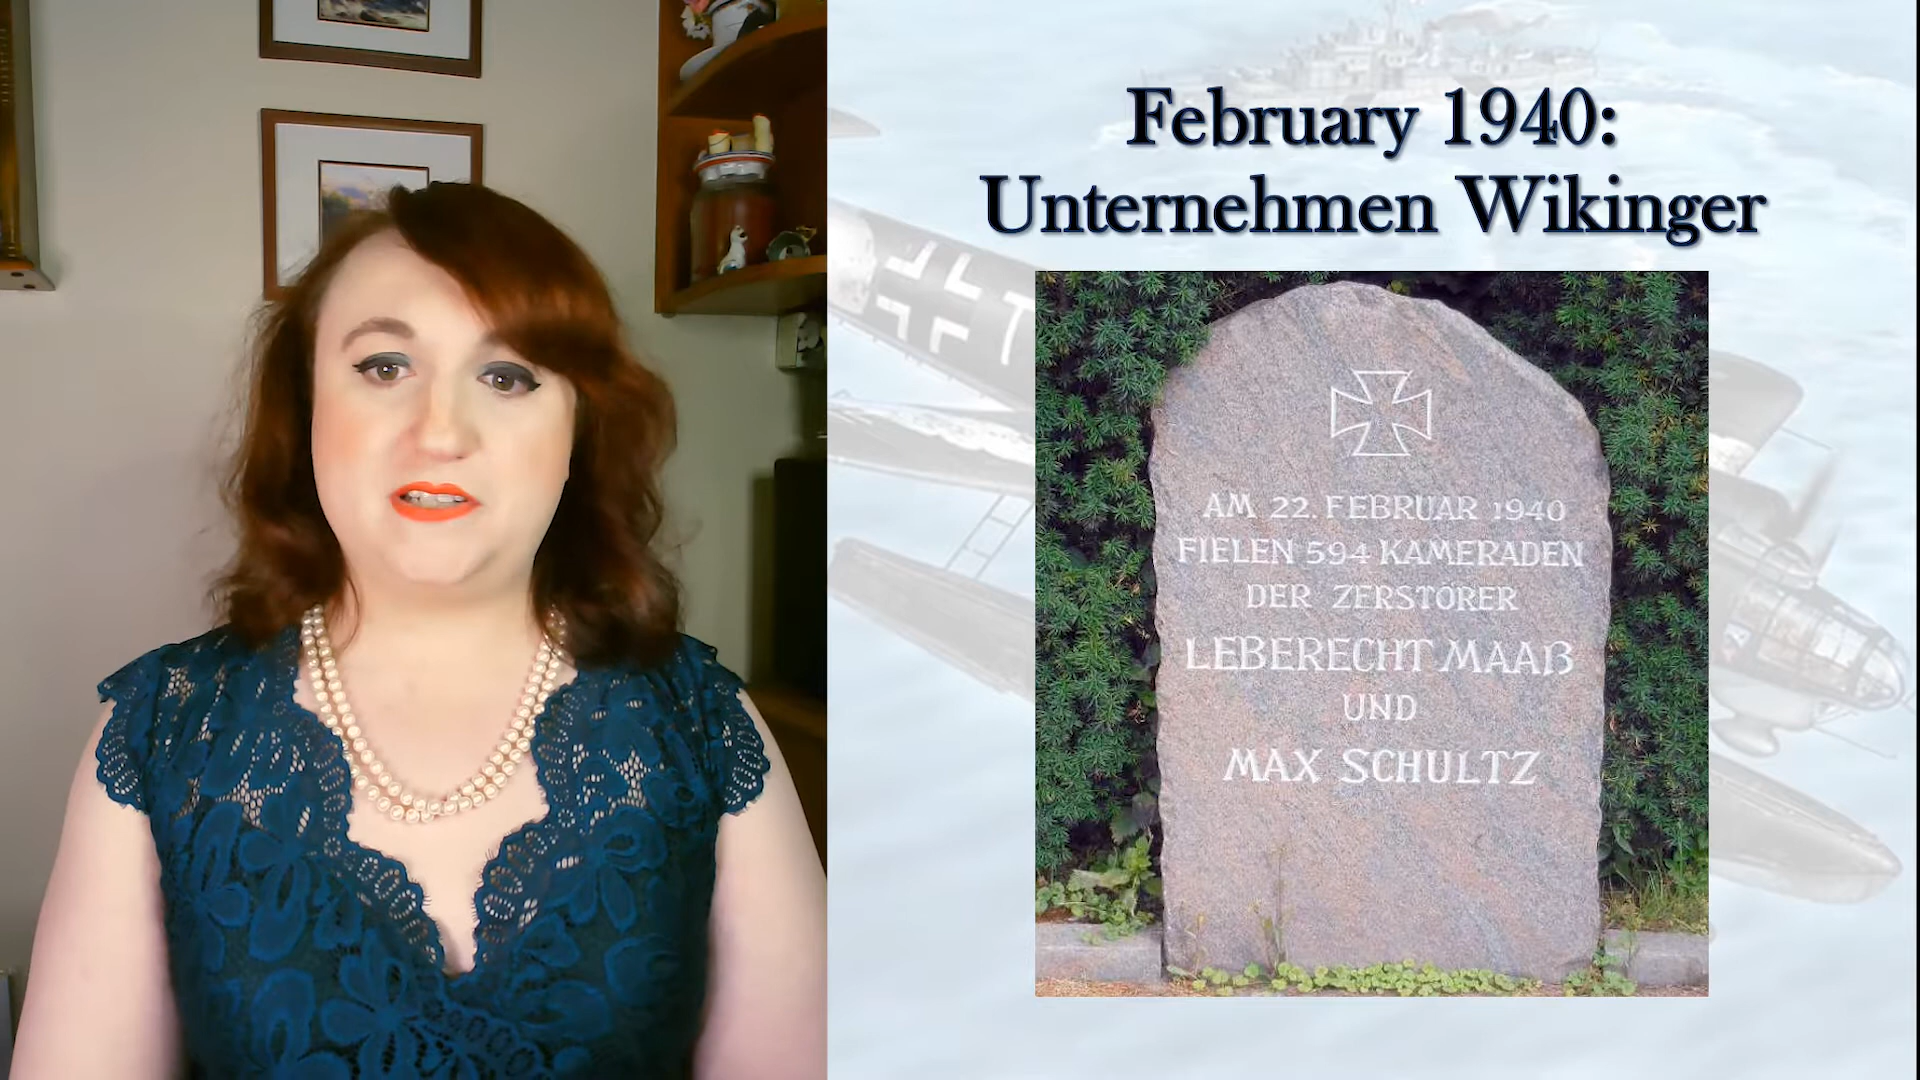 February 1940:
Unternehmen Wikinger
AM 22. FEBRUAR 1940
FIELEN 594 KAMERADEN
DER ZERSTÖRER
LEBERECHT MAAß
UND
MAX SCHULTZ